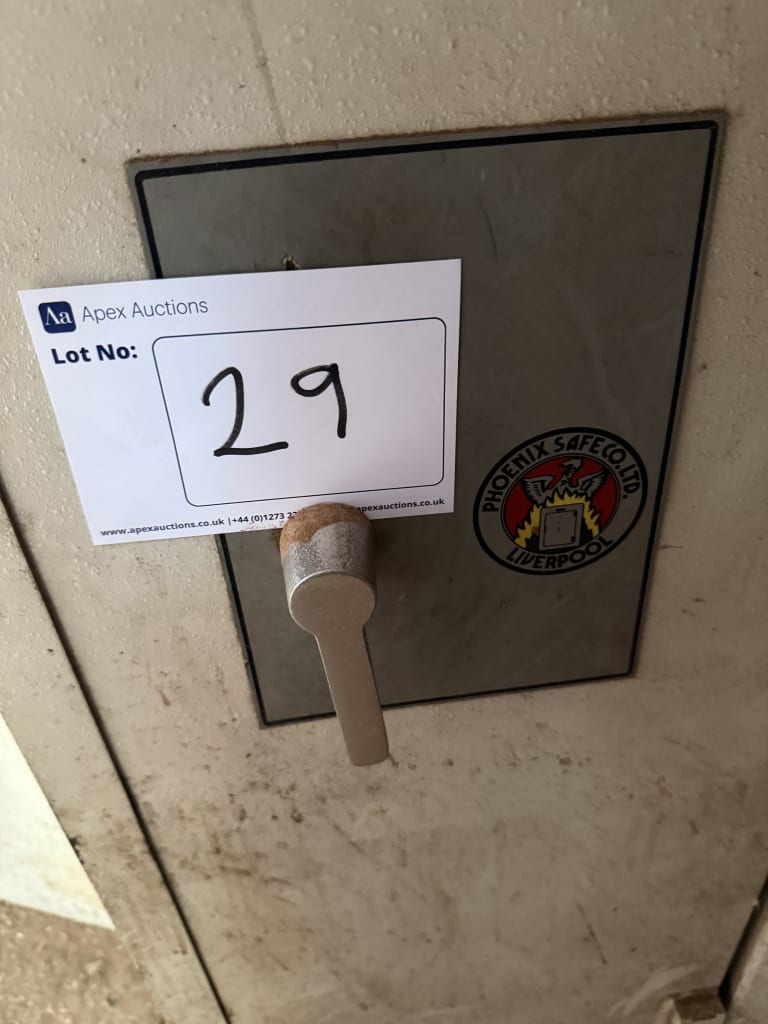 Aa Apex Auctions
Lot No:
29
www.apexauctions.co.uk | +44 (0)1273
apexauctions.co.uk
PHOENIX SAFE CO. LTD.
LIVERPOOL